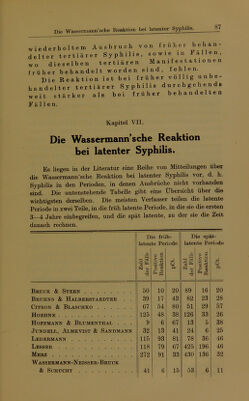 Die Wassermann'sche Reaktion bei latenter Syphilis. 87
wiederholtem Ausbruch von früher behan-
delter tertiärer Syphilis, sowie in Fällen,
wo dieselben tertiären Manifestationen
früher behandelt worden sind, fehlen.
Die Reaktion ist bei früher völlig unbe-
handelter tertiärer Syphilis durchgehends
weit stärker als bei früher behandelten
Fällen.
Kapitel VII.
Die Wassermann'sche Reaktion
bei latenter Syphilis.
Es liegen in der Literatur eine Reihe von Mitteilungen über
die Wassermann'sche Reaktion bei latenter Syphilis vor, d. h.
Syphilis in den Perioden, in denen Ausbrüche nicht vorhanden
sind. Die untenstehende Tabelle gibt eine Übersicht über die
wichtigsten derselben. Die meisten Verfasser teilen die latente
Periode in zwei Teile, in die früh latente Periode, in die sie die ersten
3—4 Jahre einbegreifen, und die spät latente, zu der sie die Zeit
danach rechnen.
Die früh- Die spät-
latente Periode latente Periode
Zahl der Fälle Positive Reaktion pCt. Zahl der Fälle Positive Reaktion pCt.
Bruck & Stern 50 10 20 89 16 20
Bruhns & Halberstaedter 39 17 43 82 23 28
Citron & Blaschko 67 54 80 51 29 57
Hoehne 125 48 38 126 33 26
Hoffmann & Blumenthal 9 6 67 13 5 38
Jundell, Almkvist & Sandmann 32 13 41 24 6 25
Ledermann 115 93 81 78 36 46
Lesser 118 79 67 425 196 46
Merz 272 91 33 430 136 32
Wassermann-Neisser-Bruck
& Schucht 41 6 15 53 6 11